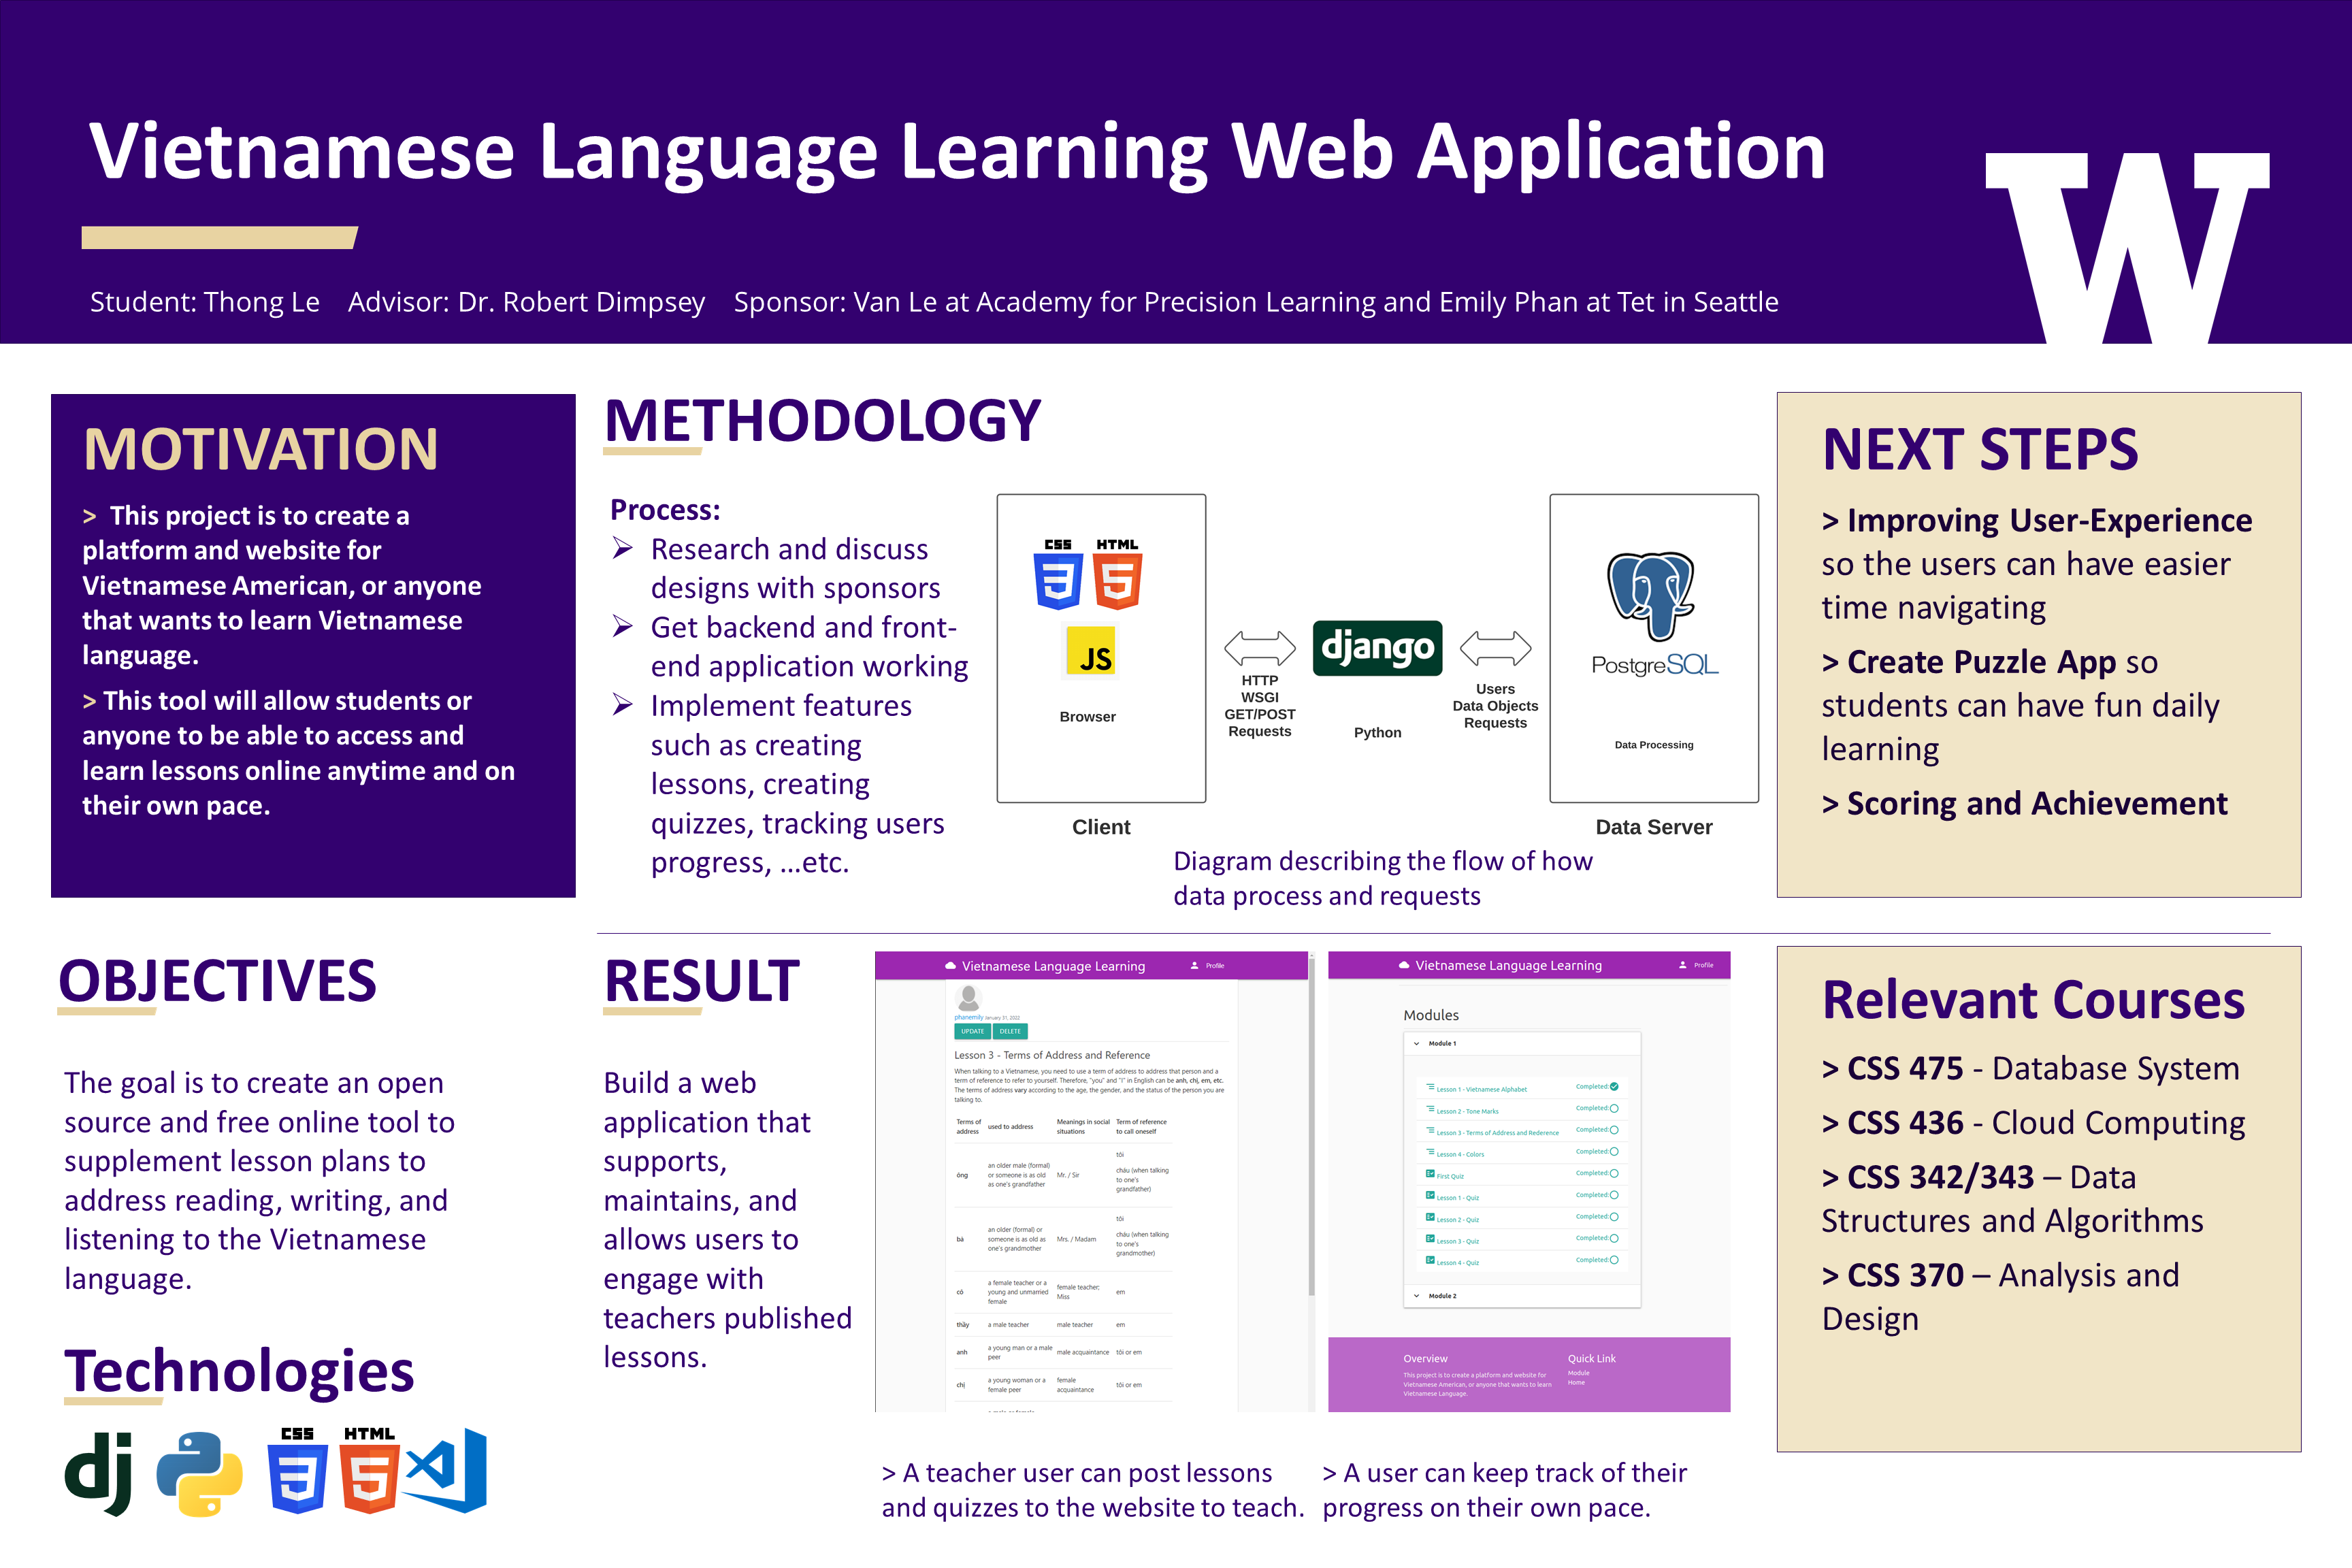 Vietnamese Language Learning Web Application
Student: Thong Le    Advisor: Dr. Robert Dimpsey    Sponsor: Van Le at Academy for Precision Learning and Emily Phan at Tet in Seattle
W
MOTIVATION
> This project is to create a
platform and website for
Vietnamese American, or anyone
that wants to learn Vietnamese
language.
> This tool will allow students or
anyone to be able to access and
learn lessons online anytime and on
their own pace.
METHODOLOGY
Process:
➢ Research and discuss
designs with sponsors
➢ Get backend and front-
end application working
➢ Implement features
such as creating
lessons, creating
quizzes, tracking users
progress, ...etc.
CSS HTML
3 5
JS
Browser
Client
HTTP
WSGI
GET/POST
Requests
django
Python
Users
Data Objects
Requests
PostgreSQL
Data Processing
Data Server
Diagram describing the flow of how
data process and requests
NEXT STEPS
> Improving User-Experience
so the users can have easier
time navigating
> Create Puzzle App so
students can have fun daily
learning
> Scoring and Achievement
OBJECTIVES
The goal is to create an open
source and free online tool to
supplement lesson plans to
address reading, writing, and
listening to the Vietnamese
language.
Technologies
dj
CSS HTML
3 5
RESULT
Build a web
application that
supports,
maintains, and
allows users to
engage with
teachers published
lessons.
Vietnamese Language Learning Profile
phanemily January 31, 2022
UPDATE DELETE
Lesson 3 - Terms of Address and Reference
When talking to a Vietnamese, you need to use a term of address to address that person and a
term of reference to refer to yourself. Therefore, "you" and "I" in English can be anh, chị, em, etc.
The terms of address vary according to the age, the gender, and the status of the person you are
talking to.
Terms of address used to address Meanings in social situations Term of reference to call oneself
ông an older male (formal) or someone is as old as one's grandfather Mr. / Sir tôi cháu (when talking to one's grandfather)
bà an older (formal) or someone is as old as one's grandmother Mrs. / Madam tôi cháu (when talking to one's grandmother)
cô a female teacher or a young and unmarried female female teacher; Miss em
thầy a male teacher male teacher em
anh a young man or a male peer male acquaintance tôi or em
chị a young woman or a female peer female acquaintance tôi or em
> A teacher user can post lessons
and quizzes to the website to teach.
Vietnamese Language Learning Profile
Modules
Module 1
Lesson 1 - Vietnamese Alphabet Completed:
Lesson 2 - Tone Marks Completed:
Lesson 3 - Terms of Address and Rederence Completed:
Lesson 4 - Colors Completed:
First Quiz Completed:
Lesson 1 - Quiz Completed:
Lesson 2 - Quiz Completed:
Lesson 3 - Quiz Completed:
Lesson 4 - Quiz Completed:
Module 2
Overview
This project is to create a platform and website for
Vietnamese American, or anyone that wants to learn
Vietnamese Language.
Quick Link
Module
Home
> A user can keep track of their
progress on their own pace.
Relevant Courses
> CSS 475 - Database System
> CSS 436 - Cloud Computing
> CSS 342/343 – Data
Structures and Algorithms
> CSS 370 – Analysis and
Design